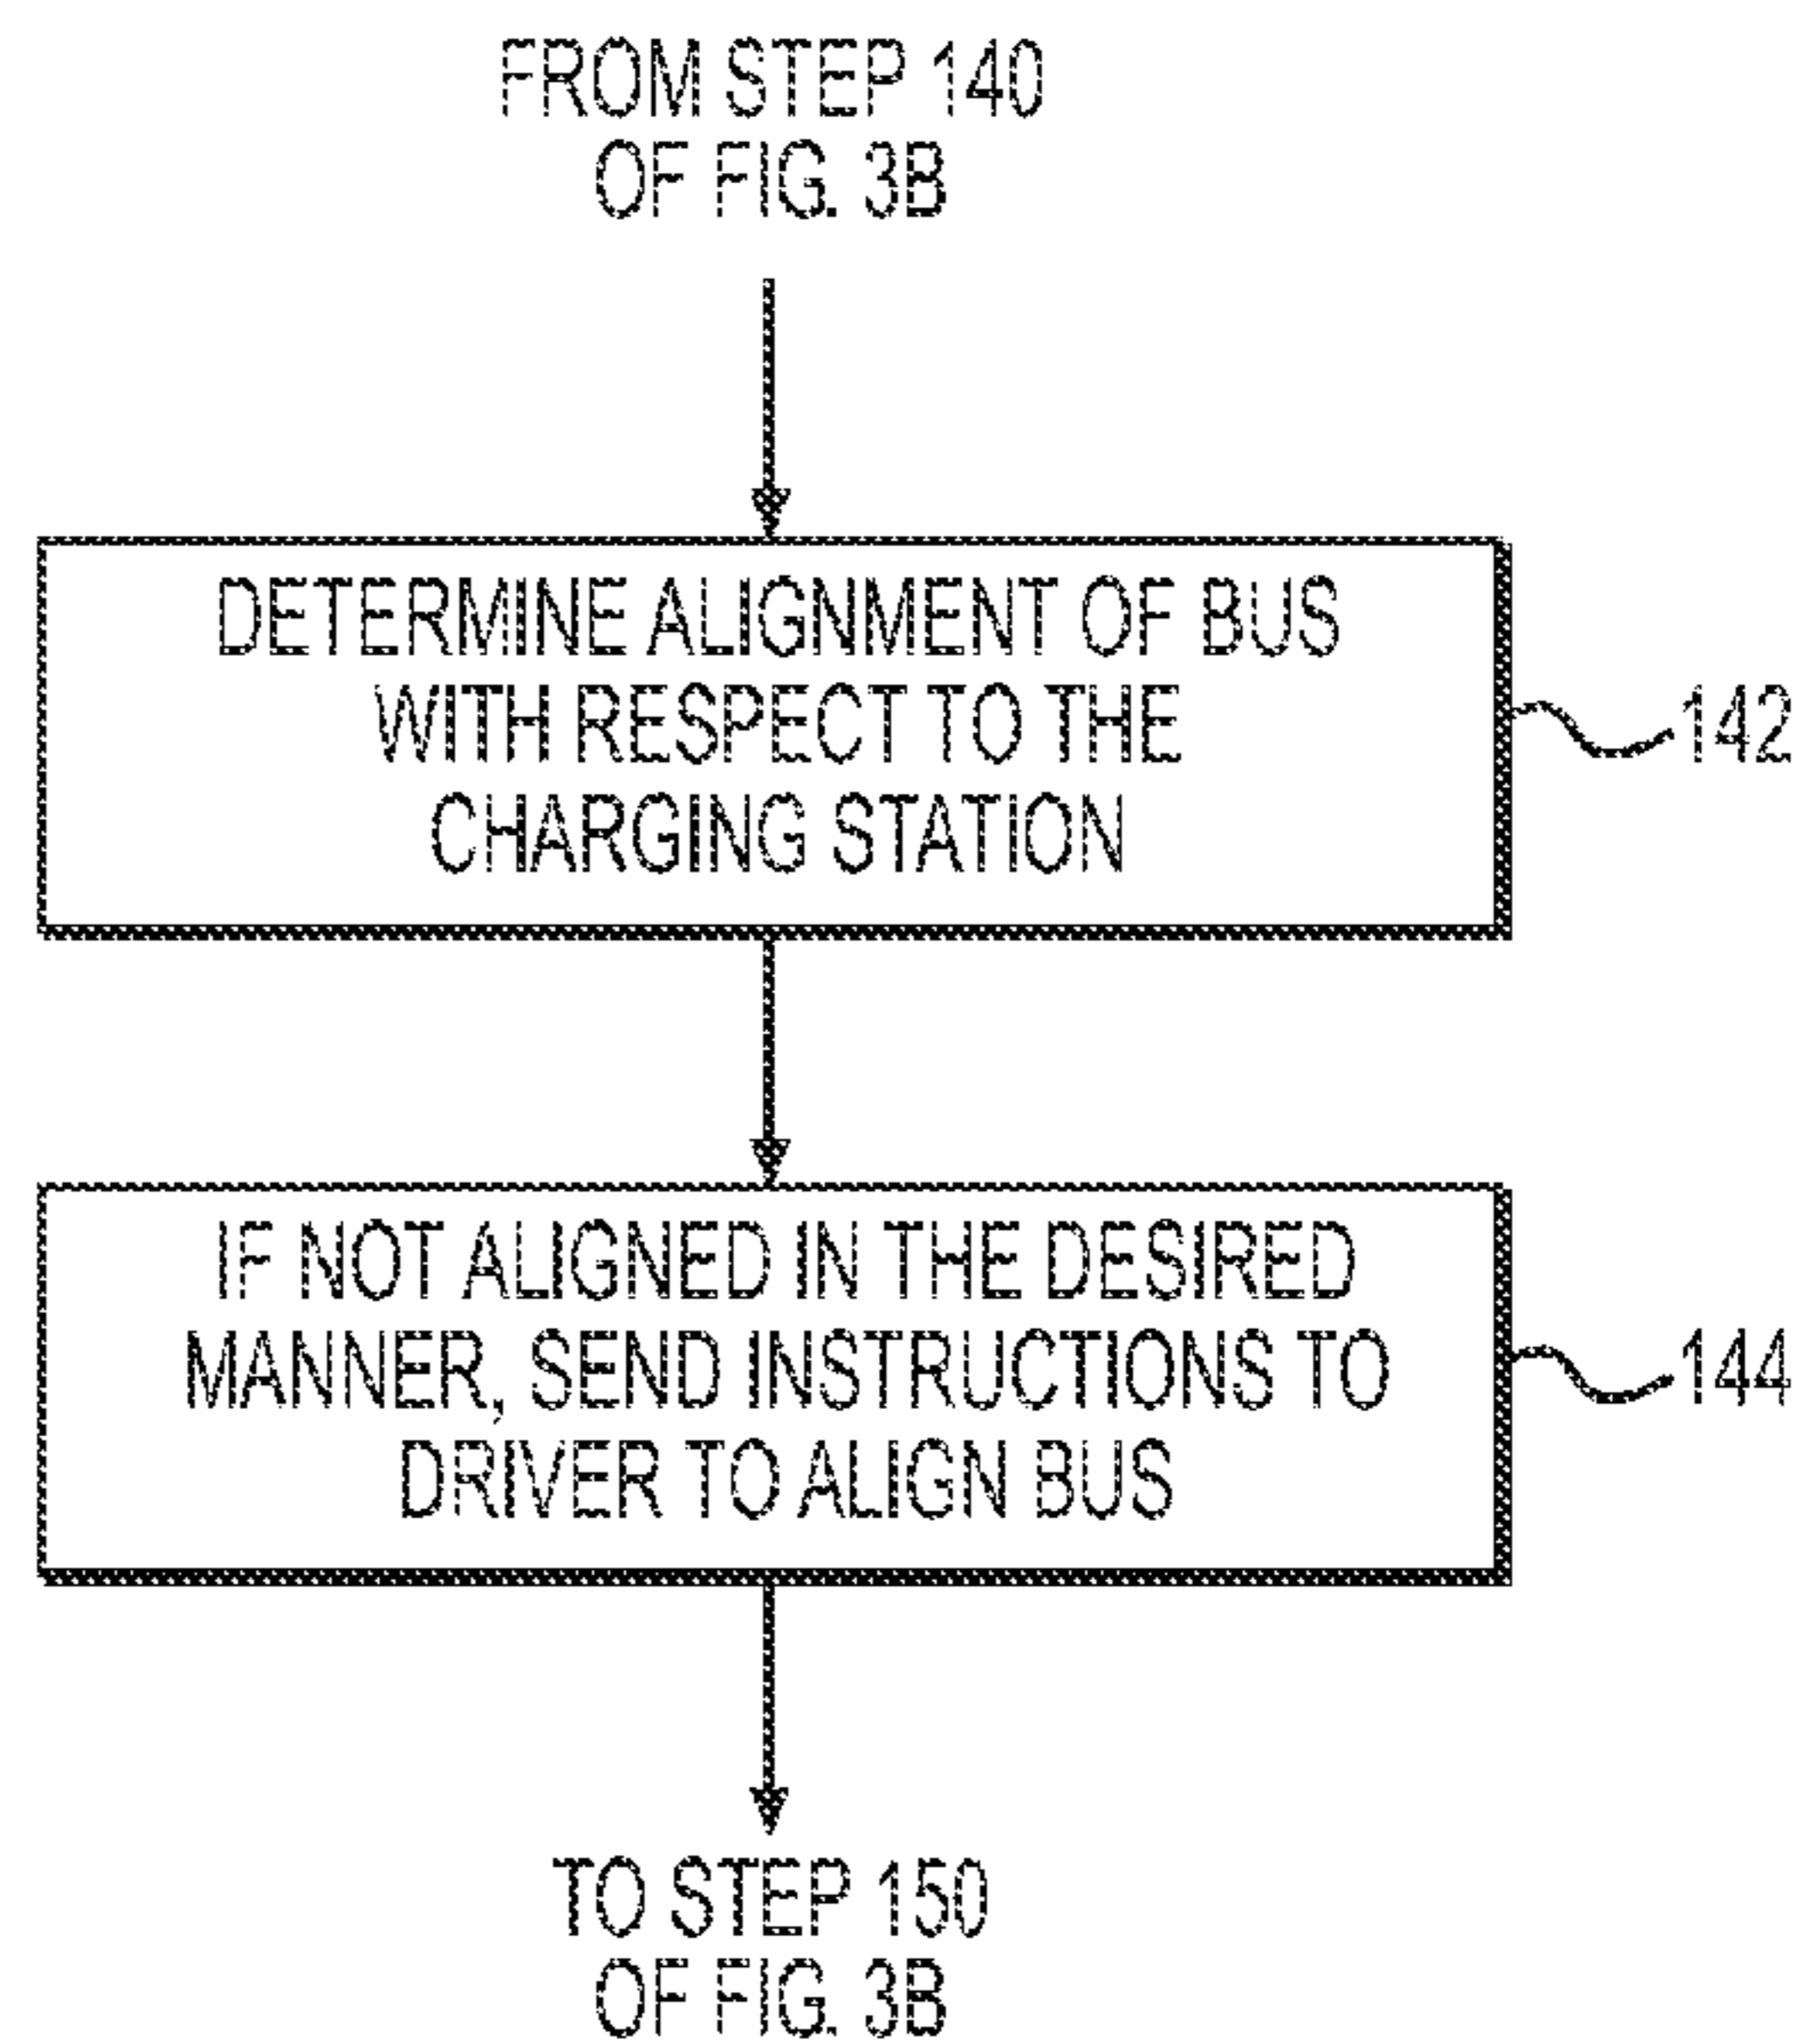 FROM STEP 140
OF FIG. 3B
DETERMINE ALIGNMENT OF BUS
WITH RESPECT TO THE
CHARGING STATION
142
IF NOT ALIGNED IN THE DESIRED
MANNER, SEND INSTRUCTIONS TO
DRIVER TO ALIGN BUS
144
TO STEP 150
OF FIG. 3B